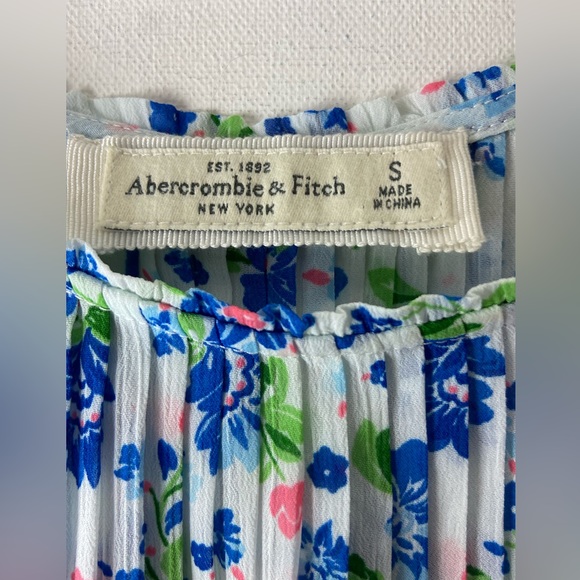 EST. 1892
Abercrombie & Fitch
NEW YORK
S
MADE
IN CHINA